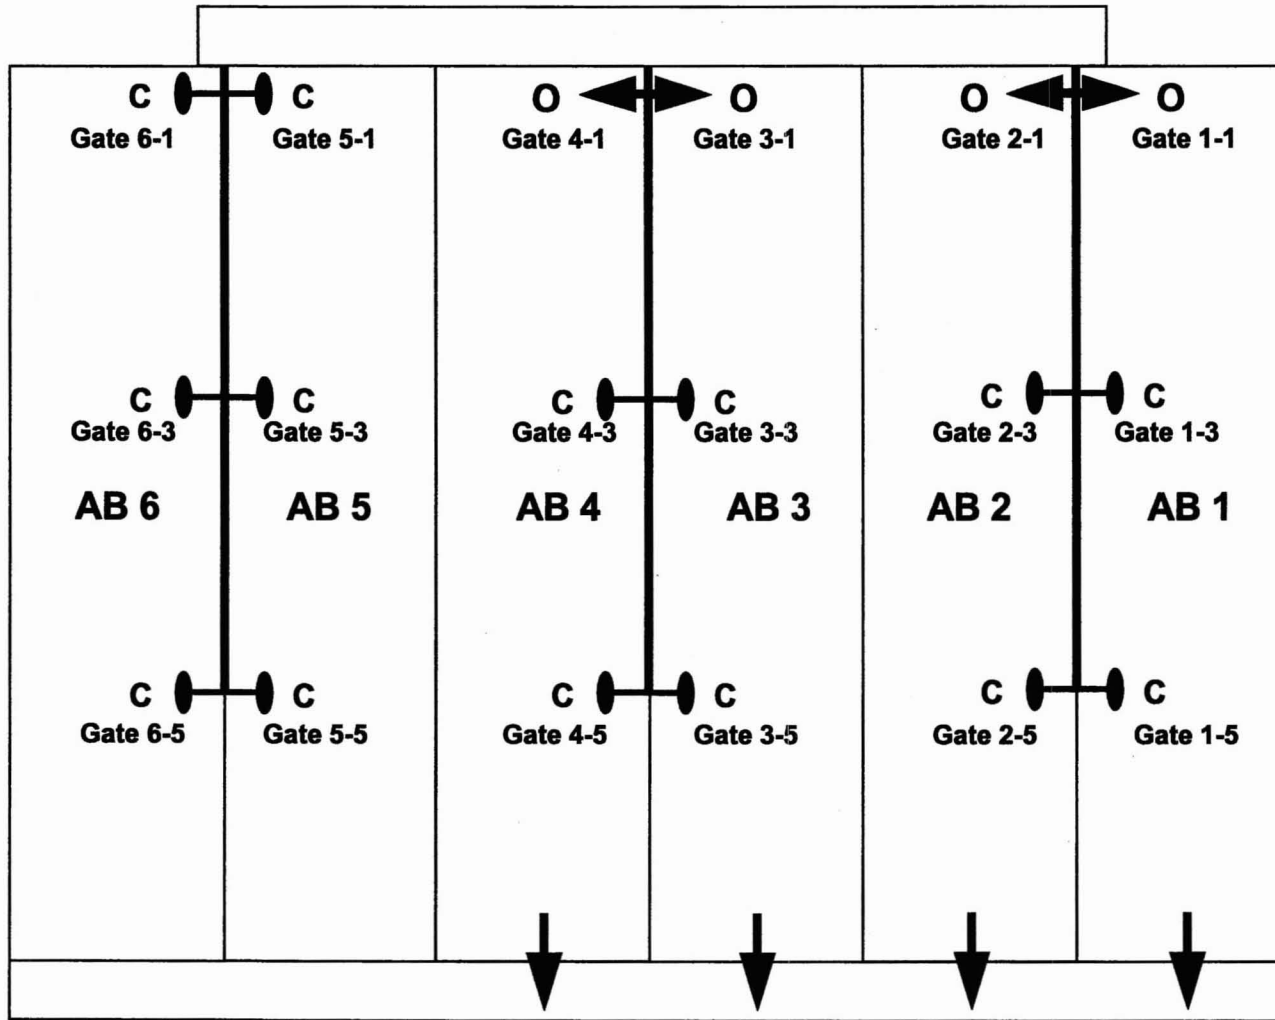 C C O O O O
Gate 6-1 Gate 5-1 Gate 4-1 Gate 3-1 Gate 2-1 Gate 1-1
C C C C C C
Gate 6-3 Gate 5-3 Gate 4-3 Gate 3-3 Gate 2-3 Gate 1-3
AB 6 AB 5 AB 4 AB 3 AB 2 AB 1
C C C C C C
Gate 6-5 Gate 5-5 Gate 4-5 Gate 3-5 Gate 2-5 Gate 1-5